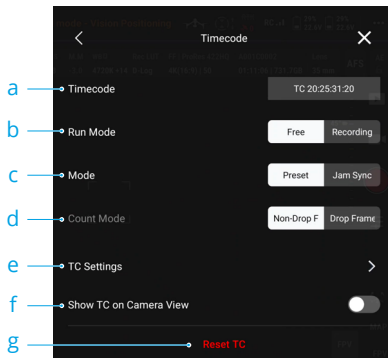 Timecode
a Timecode TC 20:25:31:20
b Run Mode Free Recording
c Mode Preset Jam Sync
d Count Mode Non-Drop F Drop Frame
e TC Settings
f Show TC on Camera View
g Reset TC